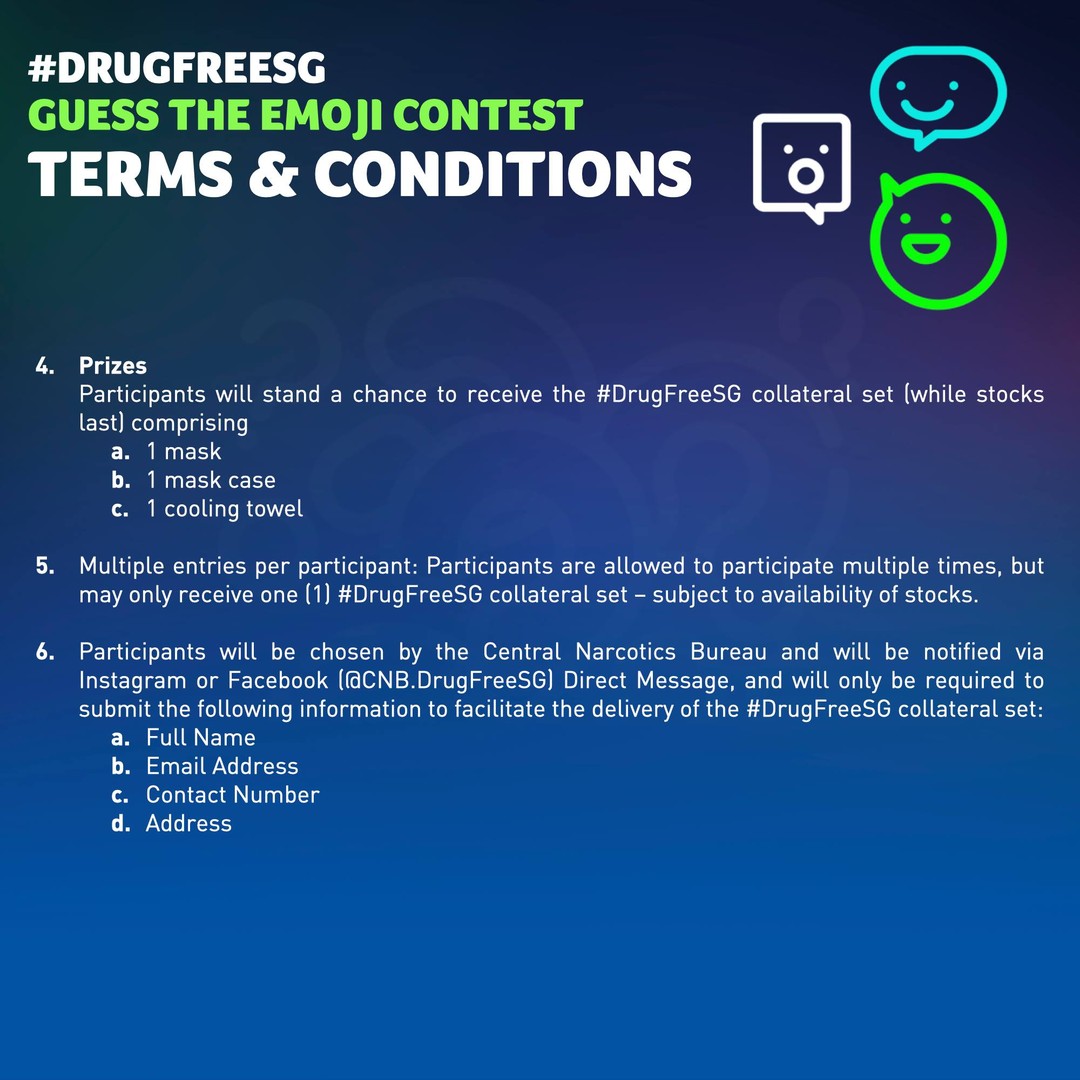 #DRUGFREESG
GUESS THE EMOJI CONTEST
TERMS & CONDITIONS
4. Prizes
Participants will stand a chance to receive the #DrugFreeSG collateral set (while stocks
last) comprising
a. 1 mask
b. 1 mask case
c. 1 cooling towel
5. Multiple entries per participant: Participants are allowed to participate multiple times, but
may only receive one (1) #DrugFreeSG collateral set – subject to availability of stocks.
6. Participants will be chosen by the Central Narcotics Bureau and will be notified via
Instagram or Facebook (@CNB.DrugFreeSG) Direct Message, and will only be required to
submit the following information to facilitate the delivery of the #DrugFreeSG collateral set:
a. Full Name
b. Email Address
c. Contact Number
d. Address